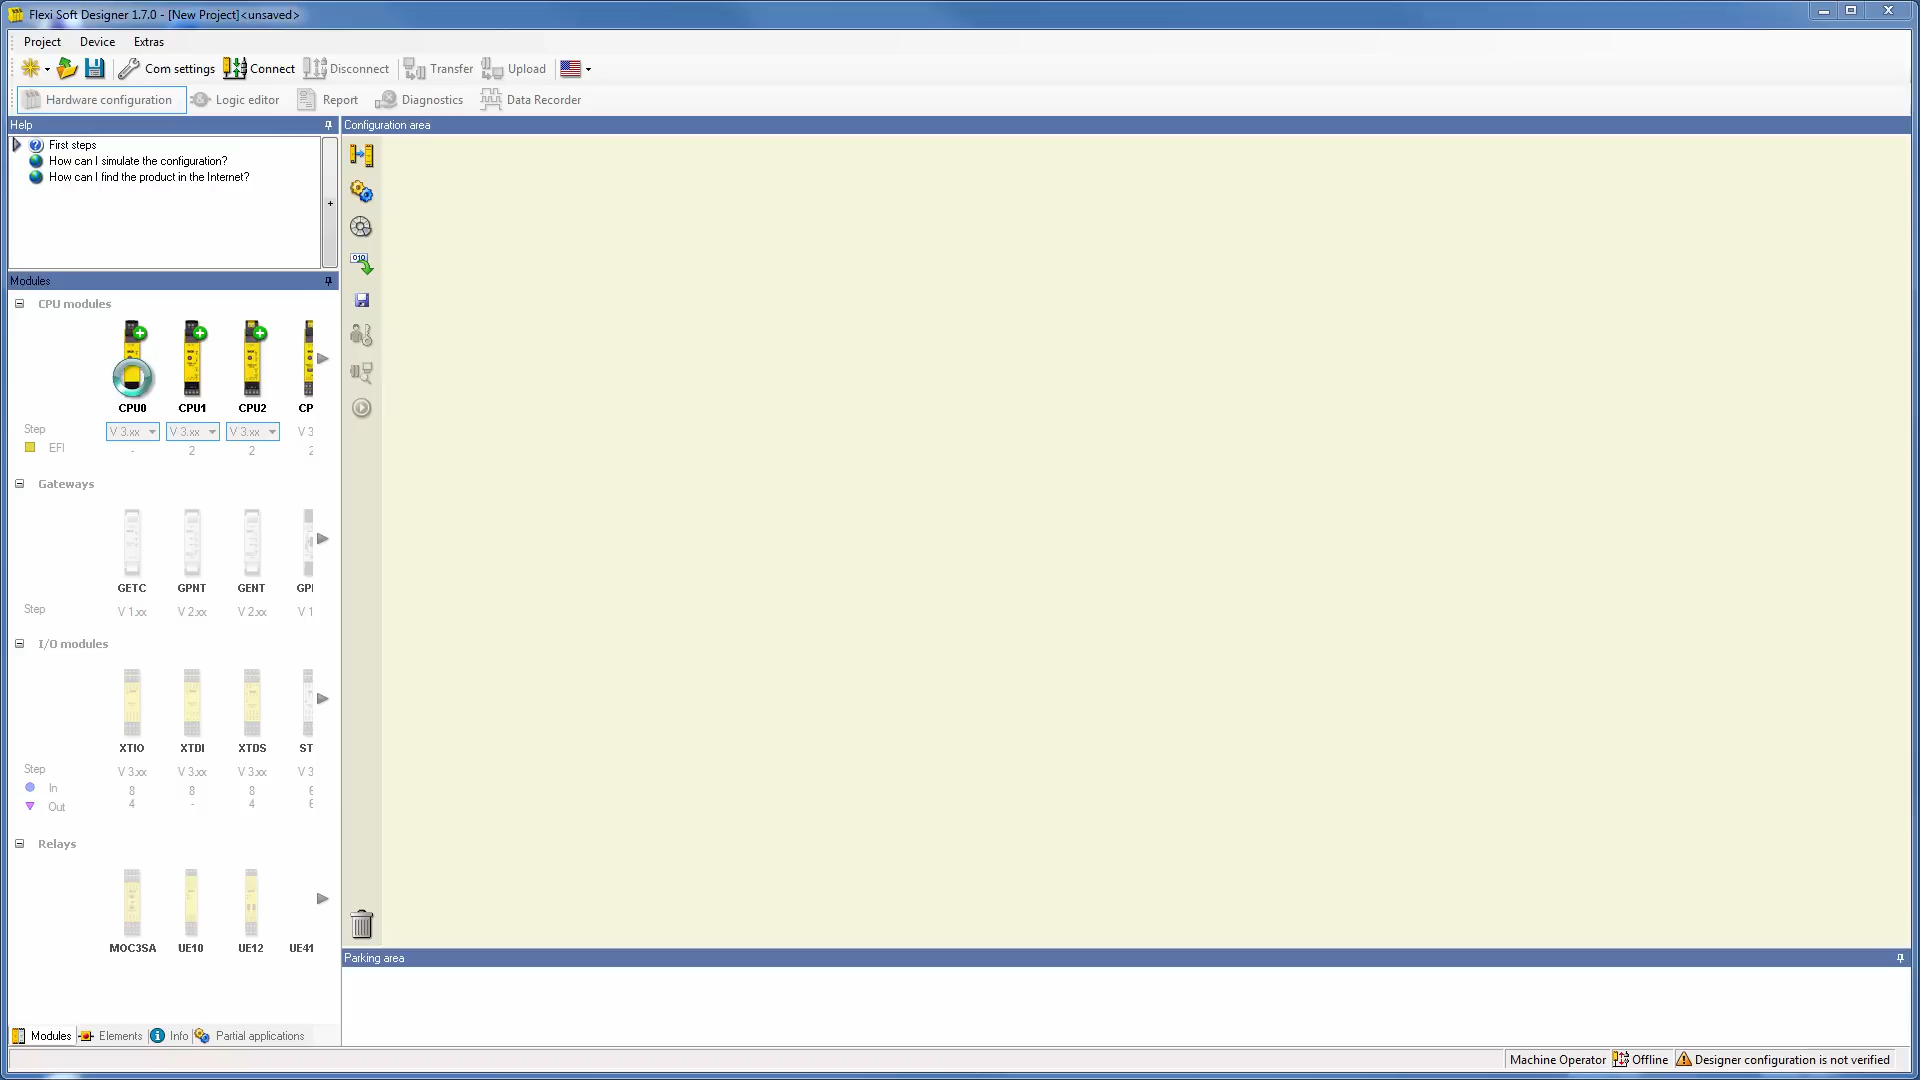 Flexi Soft Designer 1.7.0 - [New Project]<unsaved>
Project Device Extras
Com settings Connect Disconnect Transfer Upload
Hardware configuration Logic editor Report Diagnostics Data Recorder
Help
Configuration area
First steps
How can I simulate the configuration?
How can I find the product in the Internet?
+
010
Modules
CPU modules
CPU0 CPU1 CPU2 CP
Step V 3.xx V 3.xx V 3.xx V 3
EFI - 2 2 2
Gateways
GETC GPNT GENT GPI
Step V 1.xx V 2.xx V 2.xx V 1
I/O modules
XTIO XTDI XTDS ST
Step V 3.xx V 3.xx V 3.xx V 3
In 8 8 8 6
Out 4 - 4 6
Relays
MOC3SA UE10 UE12 UE41
Parking area
Modules Elements Info Partial applications
Machine Operator Offline Designer configuration is not verified